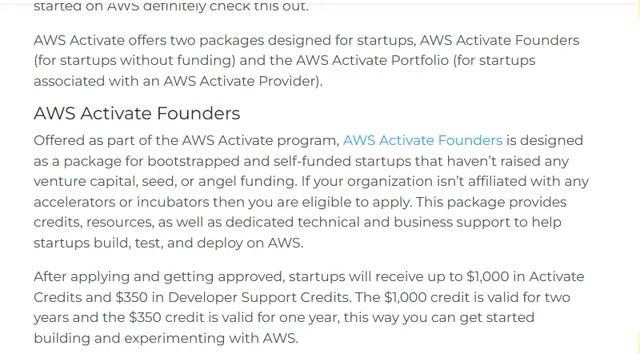 started on AWS definitely check this out.
AWS Activate offers two packages designed for startups, AWS Activate Founders
(for startups without funding) and the AWS Activate Portfolio (for startups
associated with an AWS Activate Provider).
AWS Activate Founders
Offered as part of the AWS Activate program, AWS Activate Founders is designed
as a package for bootstrapped and self-funded startups that haven't raised any
venture capital, seed, or angel funding. If your organization isn't affiliated with any
accelerators or incubators then you are eligible to apply. This package provides
credits, resources, as well as dedicated technical and business support to help
startups build, test, and deploy on AWS.
After applying and getting approved, startups will receive up to $1,000 in Activate
Credits and $350 in Developer Support Credits. The $1,000 credit is valid for two
years and the $350 credit is valid for one year, this way you can get started
building and experimenting with AWS.